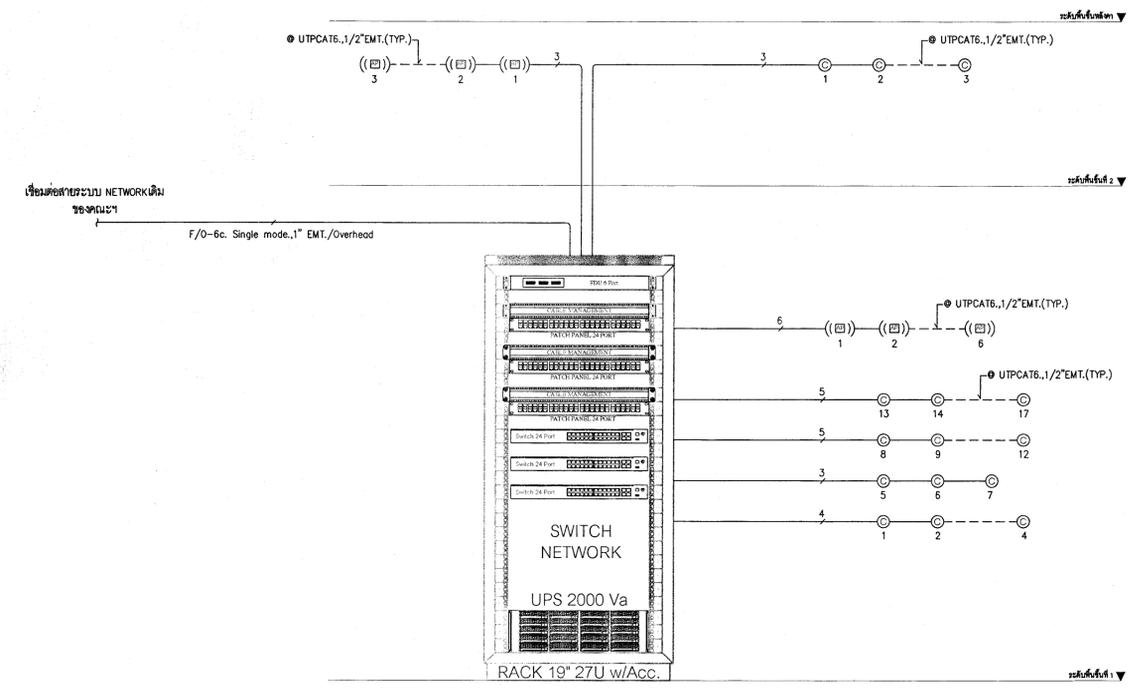 ระดับพื้นชั้นหลังคา
@ UTPCAT6.,1/2"EMT.(TYP.)
@ UTPCAT6.,1/2"EMT.(TYP.)
3
3
3
2
1
1
2
3
ระดับพื้นชั้นที่ 2
เชื่อมต่อสายระบบ NETWORKเดิม
ของคณะฯ
F/O-6c. Single mode.,1" EMT./Overhead
PDU 6 Port
CABLE MANAGEMENT
PATCH PANEL 24 PORT
CABLE MANAGEMENT
PATCH PANEL 24 PORT
CABLE MANAGEMENT
PATCH PANEL 24 PORT
Switch 24 Port
Switch 24 Port
Switch 24 Port
SWITCH
NETWORK
UPS 2000 Va
RACK 19" 27U w/Acc.
@ UTPCAT6.,1/2"EMT.(TYP.)
6
1
2
6
@ UTPCAT6.,1/2"EMT.(TYP.)
5
C
C
C
13
14
17
5
C
C
C
8
9
12
3
C
C
C
5
6
7
4
C
C
C
1
2
4
ระดับพื้นชั้นที่ 1